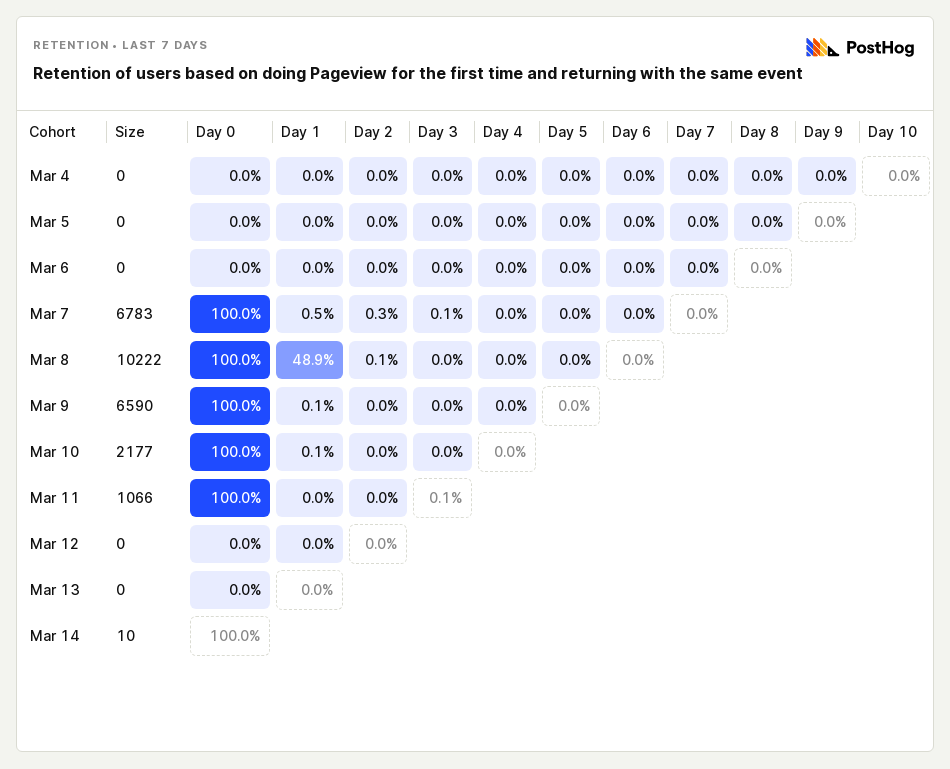 RETENTION • LAST 7 DAYS
PostHog
Retention of users based on doing Pageview for the first time and returning with the same event
Cohort Size Day 0 Day 1 Day 2 Day 3 Day 4 Day 5 Day 6 Day 7 Day 8 Day 9 Day 10
Mar 4 0 0.0% 0.0% 0.0% 0.0% 0.0% 0.0% 0.0% 0.0% 0.0% 0.0% 0.0%
Mar 5 0 0.0% 0.0% 0.0% 0.0% 0.0% 0.0% 0.0% 0.0% 0.0% 0.0%
Mar 6 0 0.0% 0.0% 0.0% 0.0% 0.0% 0.0% 0.0% 0.0% 0.0%
Mar 7 6783 100.0% 0.5% 0.3% 0.1% 0.0% 0.0% 0.0% 0.0%
Mar 8 10222 100.0% 48.9% 0.1% 0.0% 0.0% 0.0% 0.0%
Mar 9 6590 100.0% 0.1% 0.0% 0.0% 0.0% 0.0%
Mar 10 2177 100.0% 0.1% 0.0% 0.0% 0.0%
Mar 11 1066 100.0% 0.0% 0.0% 0.1%
Mar 12 0 0.0% 0.0% 0.0%
Mar 13 0 0.0% 0.0%
Mar 14 10 100.0%